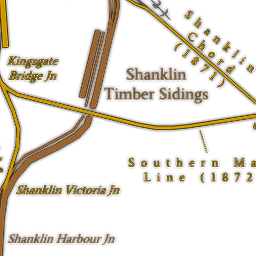 Shanklin
Chord
(1871)
Kingsgate
Bridge Jn
Shanklin
Timber Sidings
Southern Ma
Line (1872
Shanklin Victoria Jn
Shanklin Harbour Jn